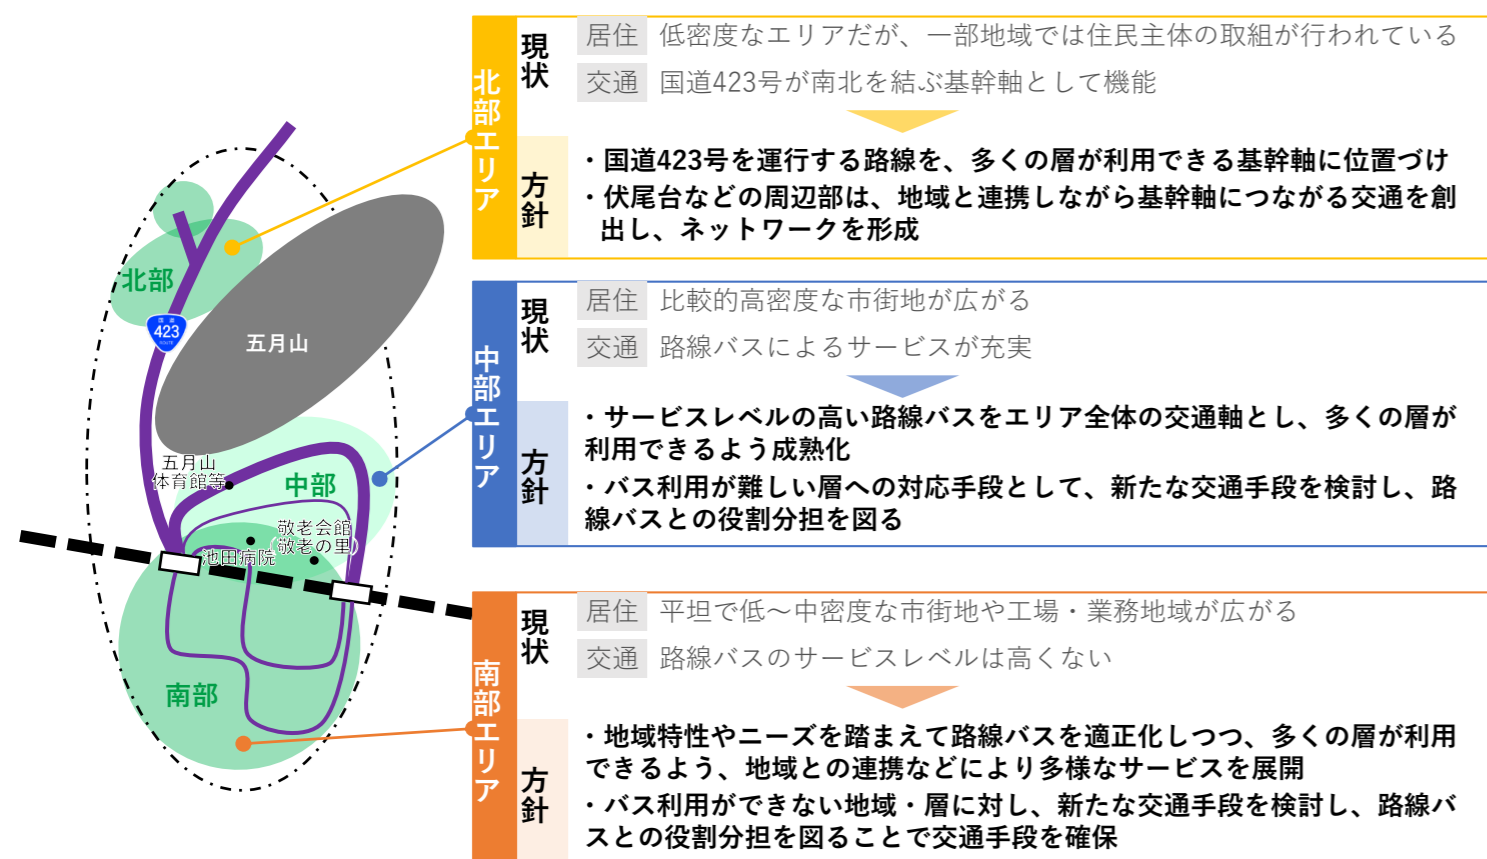 北部
国道
423
ROUTE
五月山
五月山
体育館等
中部
敬老会館
(敬老の里)
池田病院
南部
北部エリア
現状
居住 低密度なエリアだが、一部地域では住民主体の取組が行われている
交通 国道423号が南北を結ぶ基幹軸として機能
方針
・国道423号を運行する路線を、多くの層が利用できる基幹軸に位置づけ
・伏尾台などの周辺部は、地域と連携しながら基幹軸につながる交通を創
出し、ネットワークを形成
中部エリア
現状
居住 比較的高密度な市街地が広がる
交通 路線バスによるサービスが充実
方針
・サービスレベルの高い路線バスをエリア全体の交通軸とし、多くの層が
利用できるよう成熟化
・バス利用が難しい層への対応手段として、新たな交通手段を検討し、路
線バスとの役割分担を図る
南部エリア
現状
居住 平坦で低～中密度な市街地や工場・業務地域が広がる
交通 路線バスのサービスレベルは高くない
方針
・地域特性やニーズを踏まえて路線バスを適正化しつつ、多くの層が利用
できるよう、地域との連携などにより多様なサービスを展開
・バス利用ができない地域・層に対し、新たな交通手段を検討し、路線バ
スとの役割分担を図ることで交通手段を確保